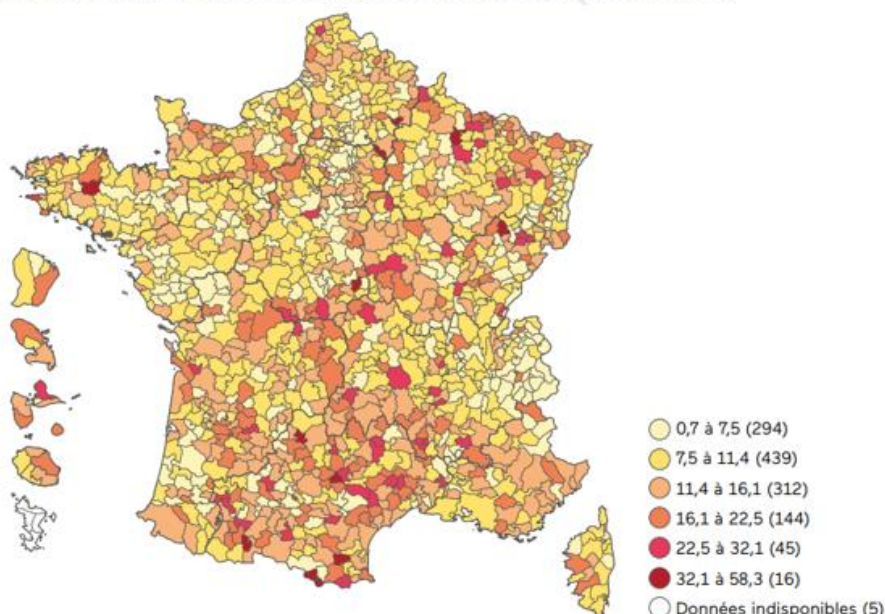 0,7 à 7,5 (294)
7,5 à 11,4 (439)
11,4 à 16,1 (312)
16,1 à 22,5 (144)
22,5 à 32,1 (45)
32,1 à 58,3 (16)
Données indisponibles (5)